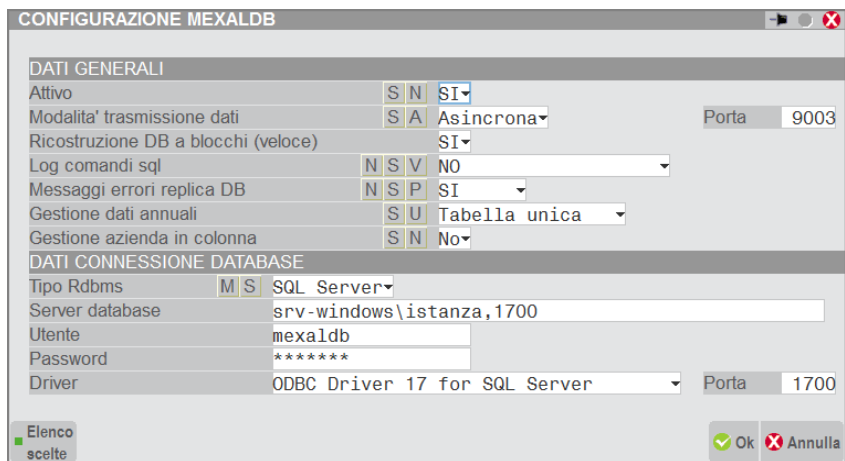 CONFIGURAZIONE MEXALDB
DATI GENERALI
Attivo S N SI
Modalita' trasmissione dati S A Asincrona Porta 9003
Ricostruzione DB a blocchi (veloce) SI
Log comandi sql N S V NO
Messaggi errori replica DB N S P SI
Gestione dati annuali S U Tabella unica
Gestione azienda in colonna S N No
DATI CONNESSIONE DATABASE
Tipo Rdbms M S SQL Server
Server database srv-windows\istanza,1700
Utente mexaldb
Password *******
Driver ODBC Driver 17 for SQL Server Porta 1700
Elenco
scelte
Ok Annulla